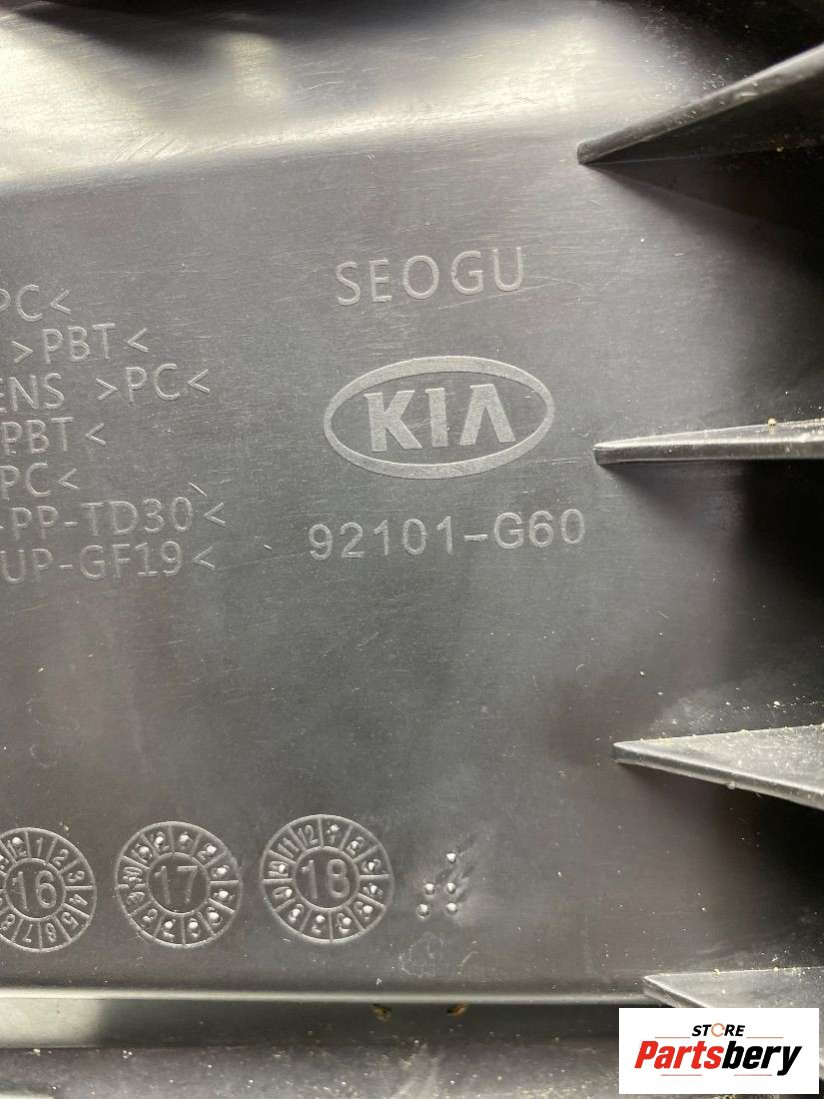 SEOGU
PC<
>PBT<
ENS >PC<
PBT<
PC<
-PP-TD30<
UP-GF19<
KIA
92101-G60
16
17
18
STORE
Partsbery